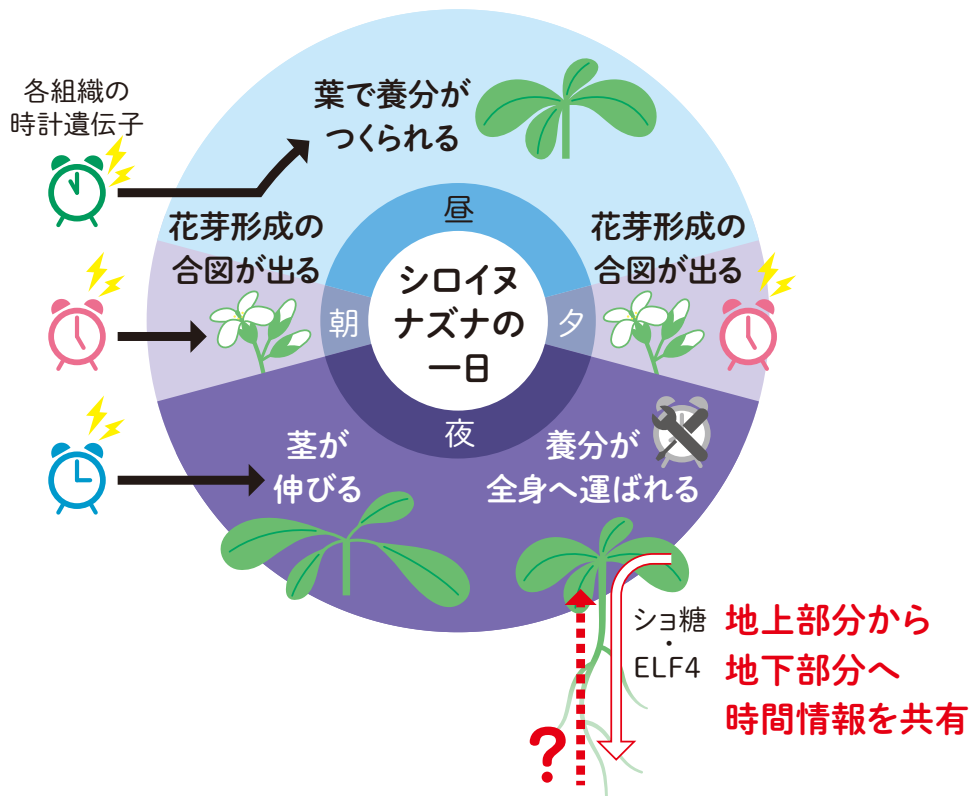 各組織の
時計遺伝子
葉で養分が
つくられる
昼
花芽形成の
合図が出る
花芽形成の
合図が出る
朝
シロイヌ
ナズナの
一日
夕
夜
茎が
伸びる
養分が
全身へ運ばれる
ショ糖
・
ELF4
地上部分から
地下部分へ
時間情報を共有
?